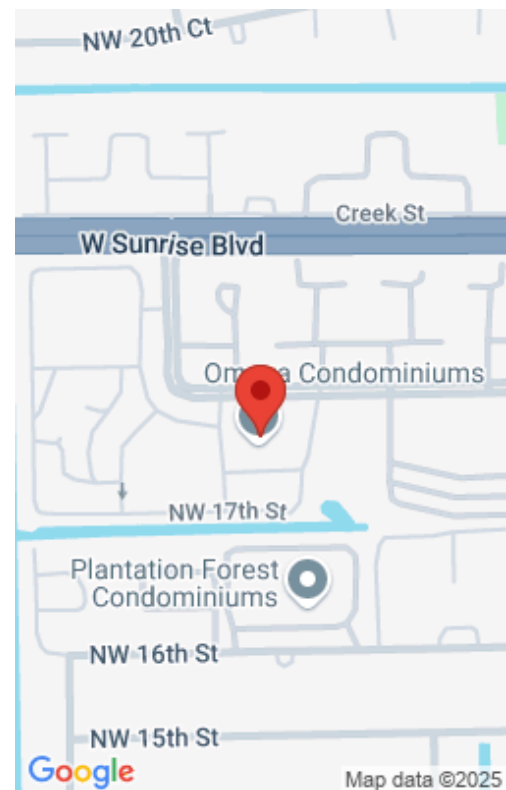 NW 20th Ct
Creek St
W Sunrise Blvd
Condominiums
NW 17th St
Plantation Forest
Condominiums
NW 16th St
NW 15th St
Google
Map data ©2025